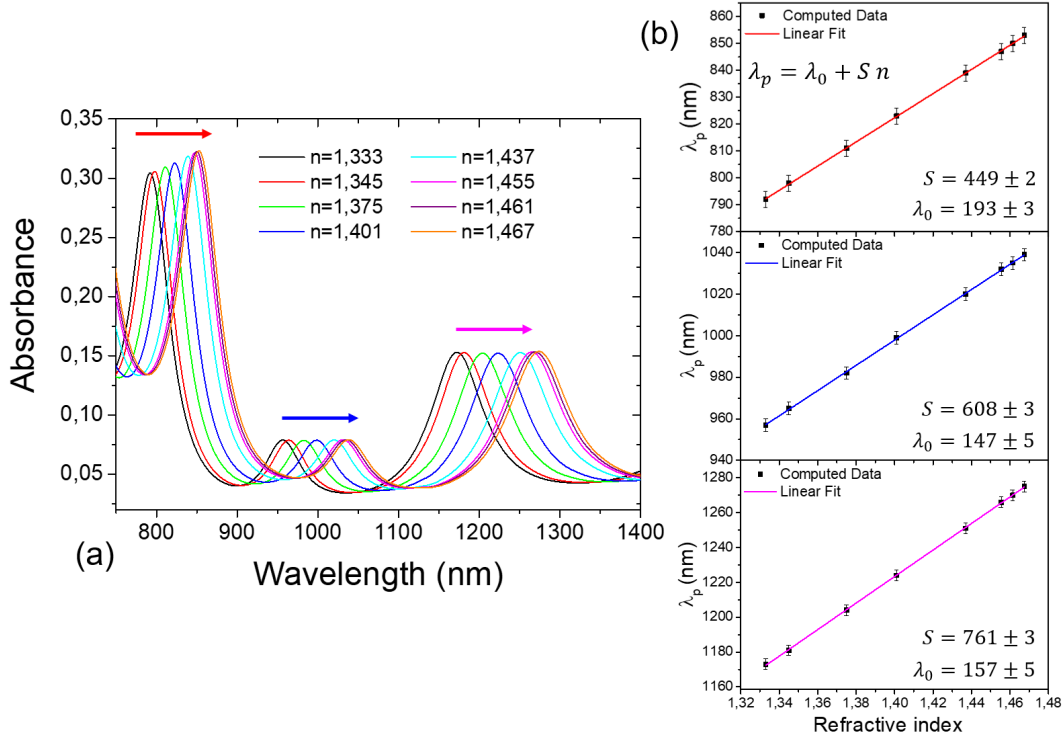 (a)
Absorbance
0,35
0,30
0,25
0,20
0,15
0,10
0,05
n=1,333
n=1,345
n=1,375
n=1,401
n=1,437
n=1,455
n=1,461
n=1,467
800 900 1000 1100 1200 1300 1400
Wavelength (nm)
(b)
Computed Data
Linear Fit
λp = λ0 + S n
λp (nm)
860
850
840
830
820
810
800
790
780
S = 449 ± 2
λ0 = 193 ± 3
Computed Data
Linear Fit
λp (nm)
1040
1020
1000
980
960
940
S = 608 ± 3
λ0 = 147 ± 5
Computed Data
Linear Fit
λp (nm)
1280
1260
1240
1220
1200
1180
1160
S = 761 ± 3
λ0 = 157 ± 5
1,32 1,34 1,36 1,38 1,40 1,42 1,44 1,46 1,48
Refractive index